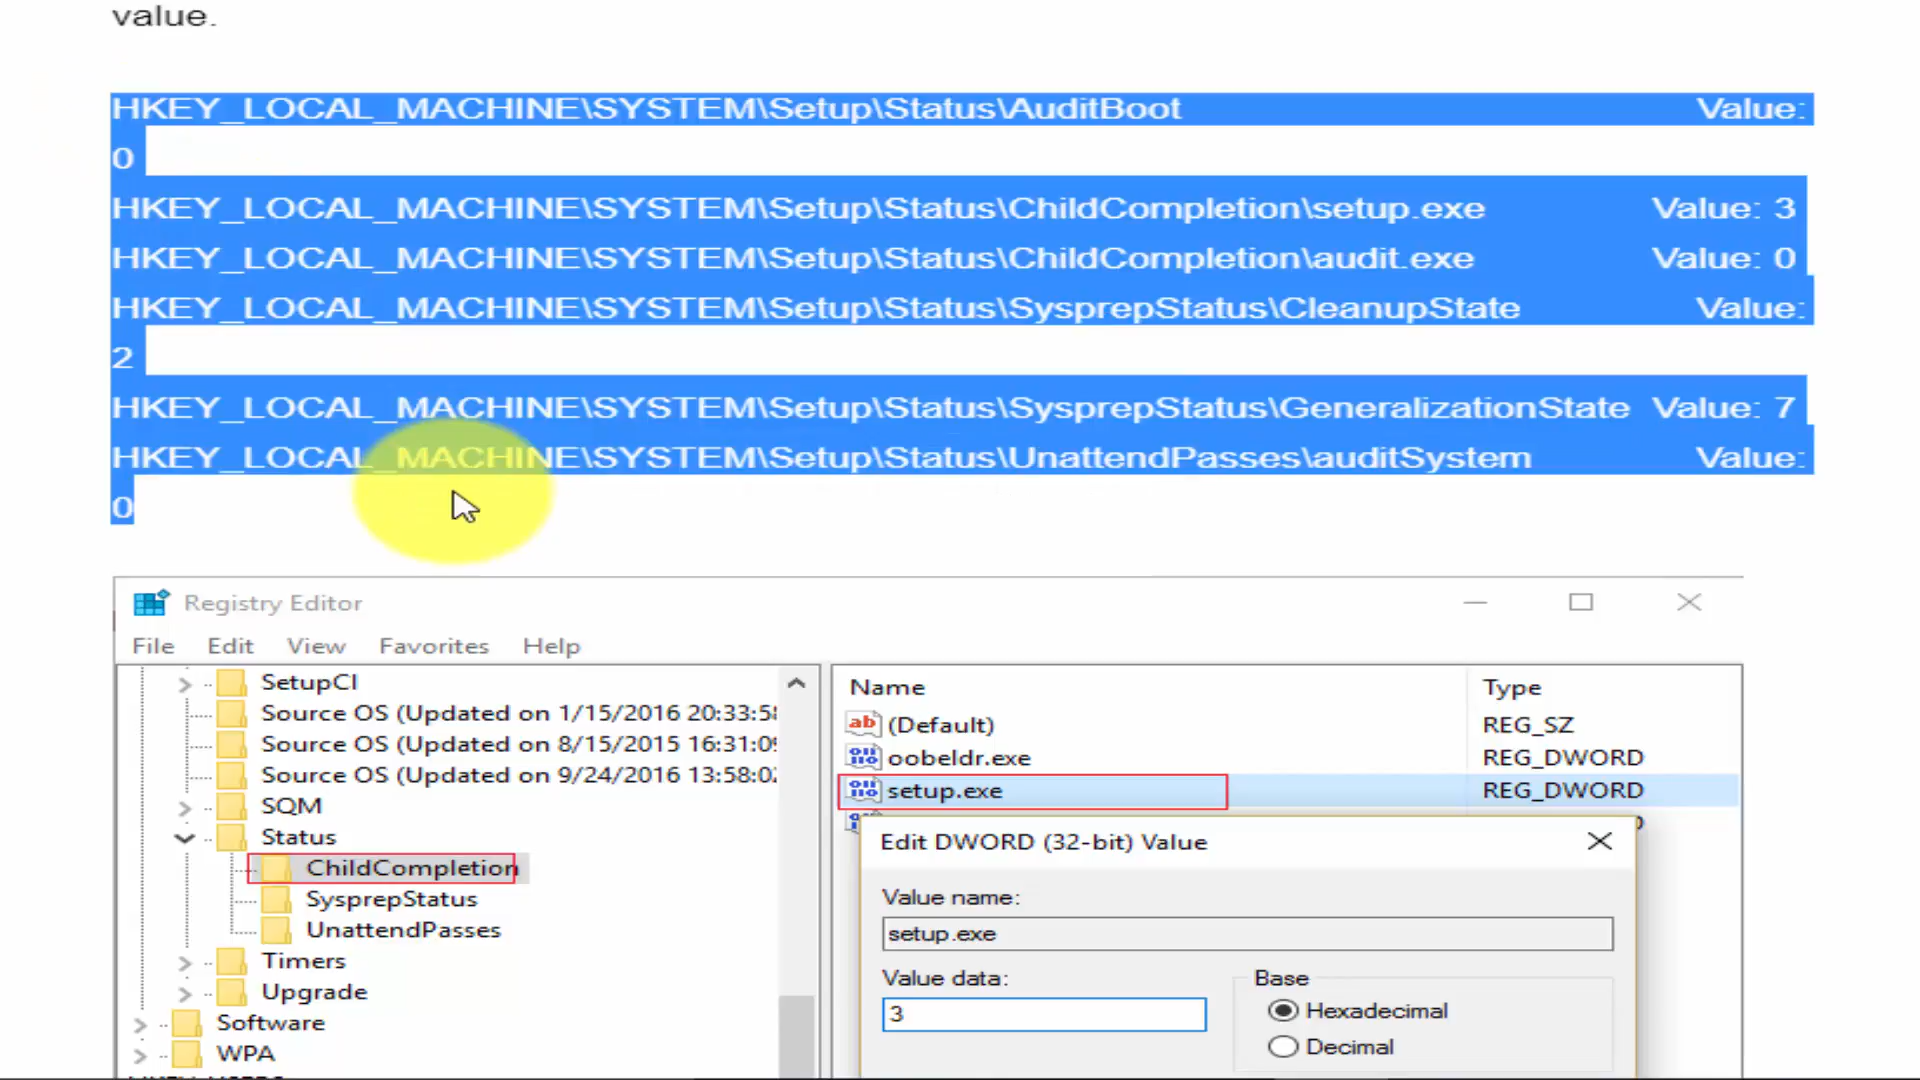 value.
HKEY_LOCAL_MACHINE\SYSTEM\Setup\Status\AuditBoot Value:
0
HKEY_LOCAL_MACHINE\SYSTEM\Setup\Status\ChildCompletion\setup.exe Value: 3
HKEY_LOCAL_MACHINE\SYSTEM\Setup\Status\ChildCompletion\audit.exe Value: 0
HKEY_LOCAL_MACHINE\SYSTEM\Setup\Status\SysprepStatus\CleanupState Value:
2
HKEY_LOCAL_MACHINE\SYSTEM\Setup\Status\SysprepStatus\GeneralizationState Value: 7
HKEY_LOCAL_MACHINE\SYSTEM\Setup\Status\UnattendPasses\auditSystem Value:
0
Registry Editor
File Edit View Favorites Help
SetupCl
Source OS (Updated on 1/15/2016 20:33:58
Source OS (Updated on 8/15/2015 16:31:09
Source OS (Updated on 9/24/2016 13:58:02
SQM
Status
ChildCompletion
SysprepStatus
UnattendPasses
Timers
Upgrade
Software
WPA
Name Type
(Default) REG_SZ
oobeldr.exe REG_DWORD
setup.exe REG_DWORD
Edit DWORD (32-bit) Value
Value name:
setup.exe
Value data:
3
Base
Hexadecimal
Decimal